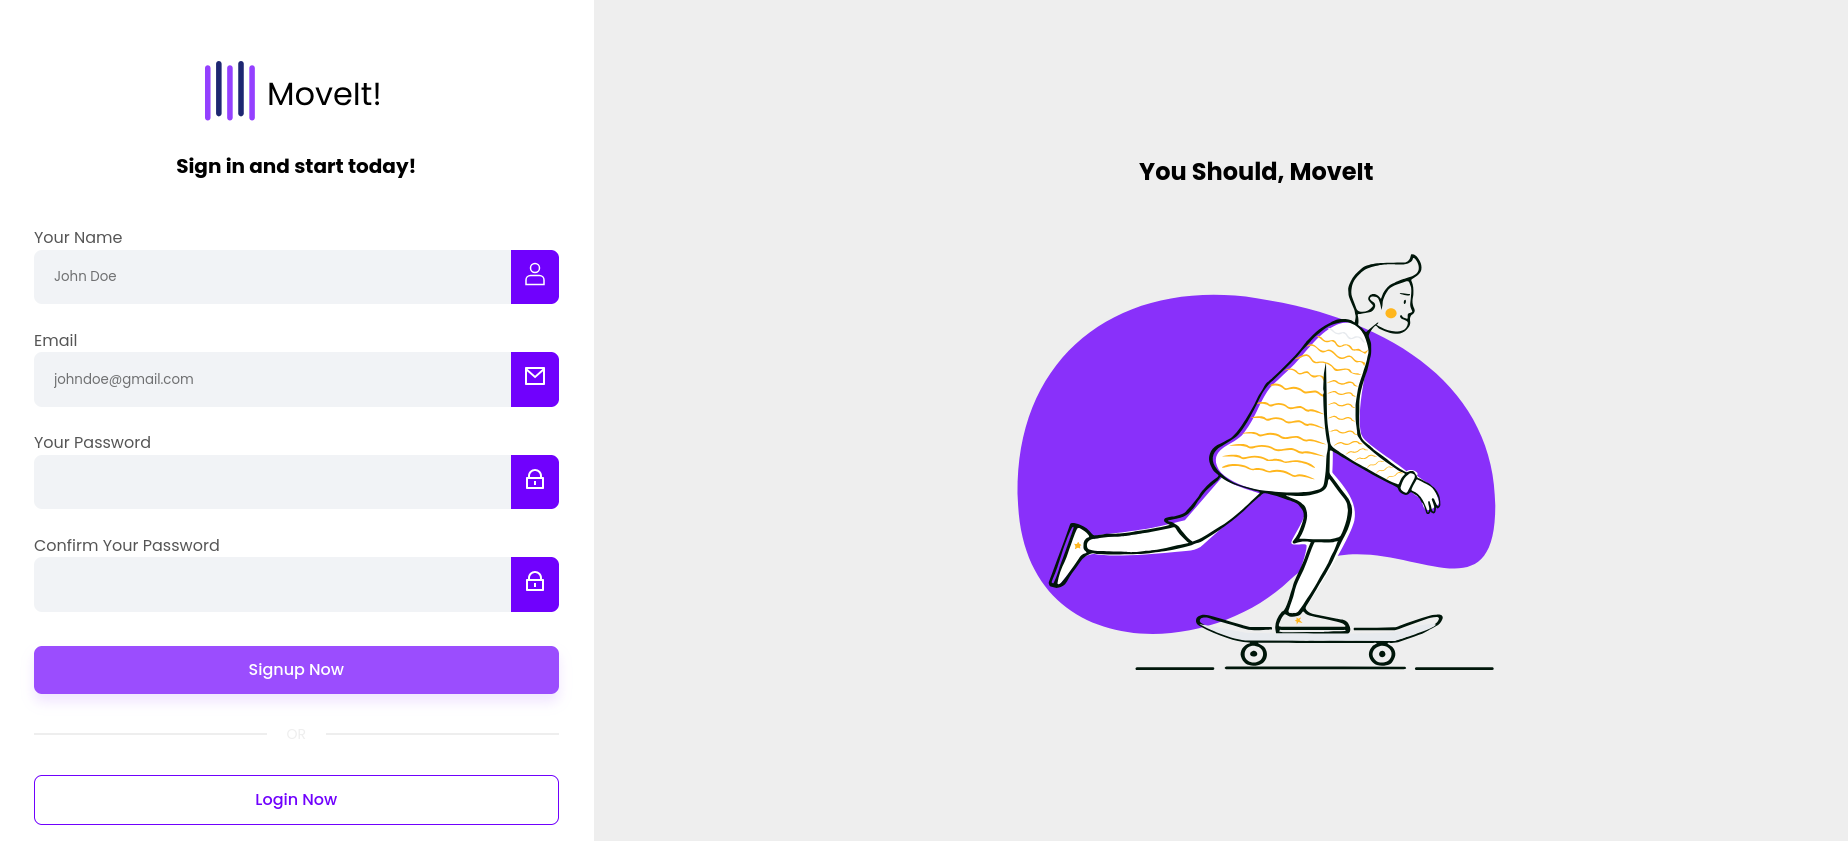 MoveIt!
Sign in and start today!
Your Name
John Doe
Email
johndoe@gmail.com
Your Password
Confirm Your Password
Signup Now
OR
Login Now
You Should, MoveIt